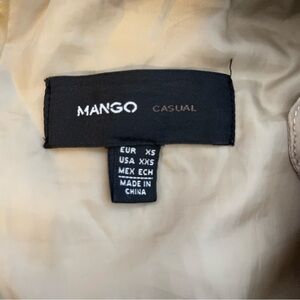 MANGO CASUAL
EUR XS
USA XXS
MEX ECH
MADE IN
CHINA